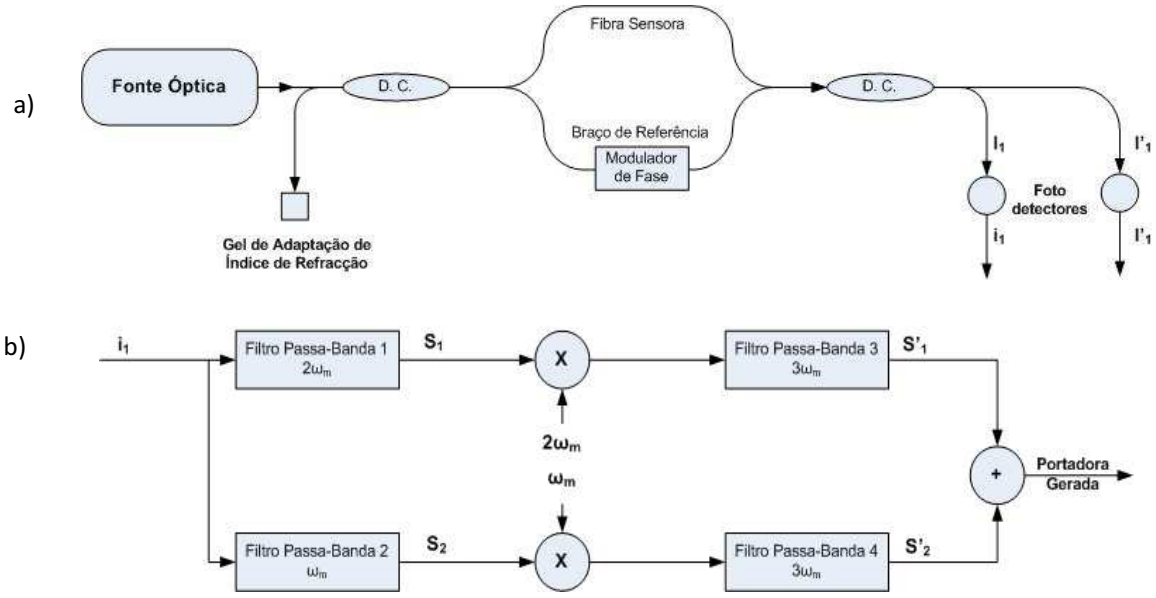 a)
Fonte Óptica
D. C.
Fibra Sensora
Braço de Referência
Modulador
de Fase
D. C.
I₁
I'₁
Foto
detectores
i₁
I'₁
Gel de Adaptação de
Índice de Refracção
b)
i₁
Filtro Passa-Banda 1
2ωₘ
S₁
X
Filtro Passa-Banda 3
3ωₘ
S'₁
2ωₘ
ωₘ
+
Portadora
Gerada
Filtro Passa-Banda 2
ωₘ
S₂
X
Filtro Passa-Banda 4
3ωₘ
S'₂